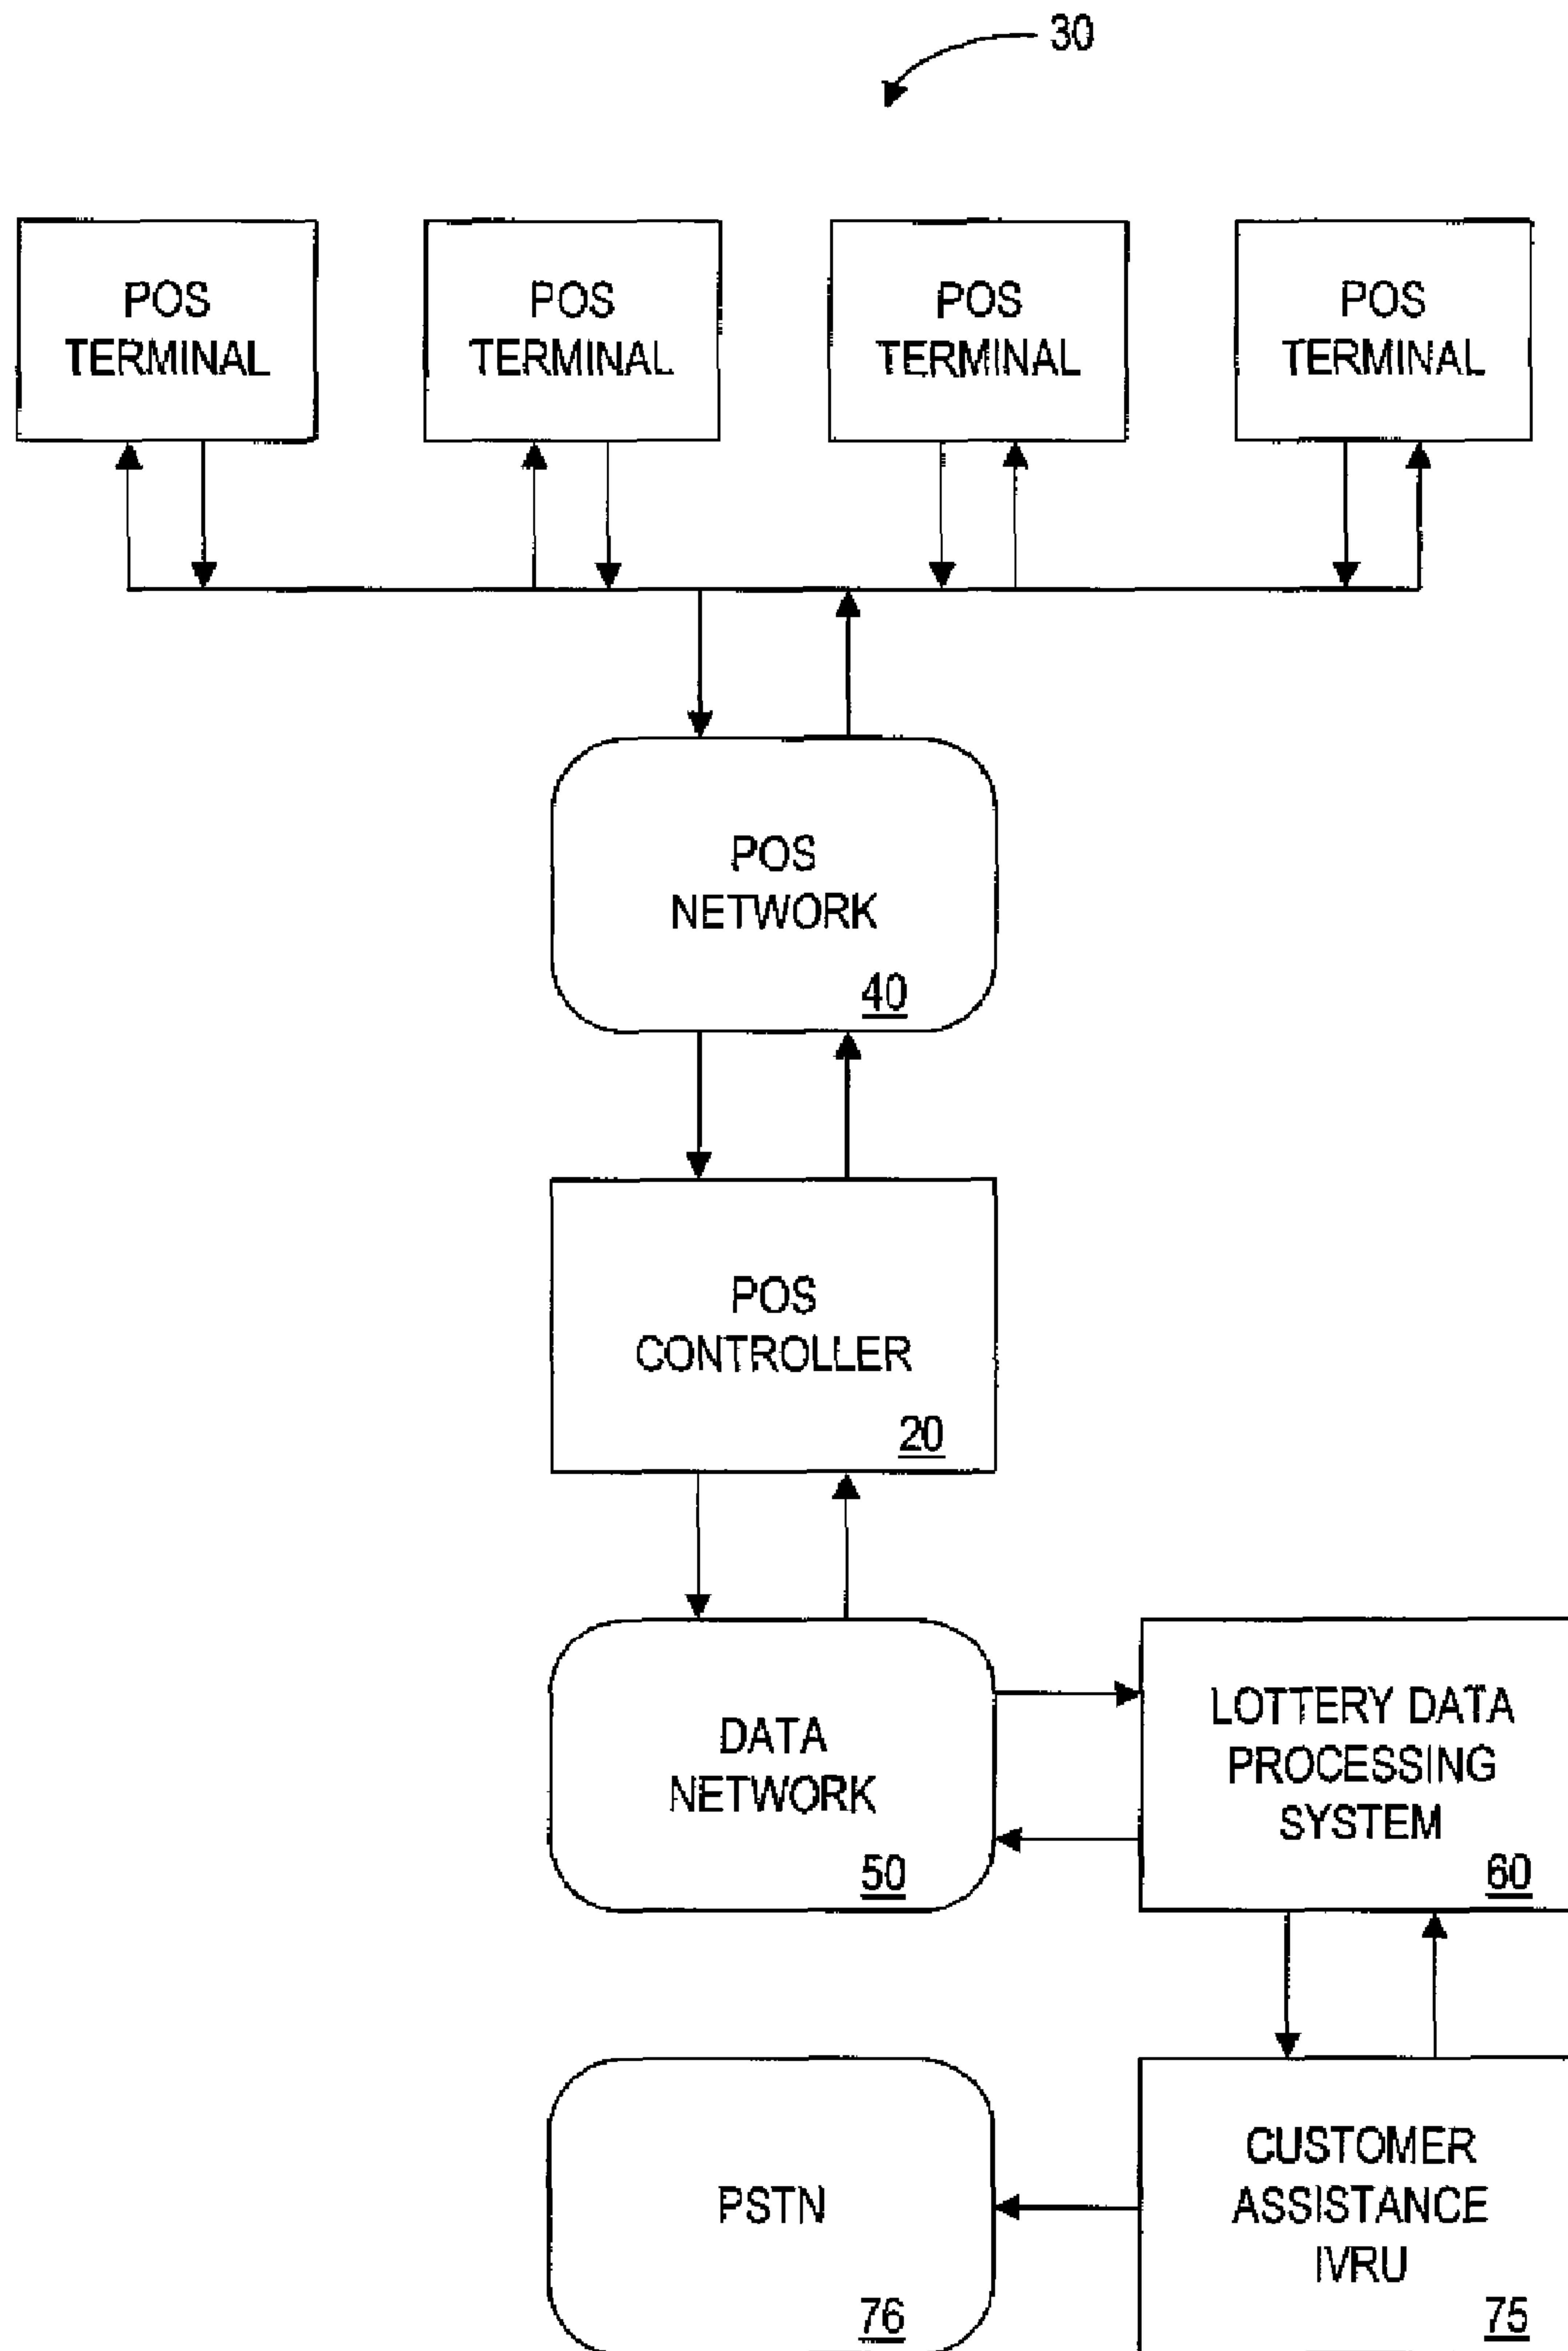 30
POS
TERMINAL
POS
TERMINAL
POS
TERMINAL
POS
TERMINAL
POS
NETWORK
40
POS
CONTROLLER
20
DATA
NETWORK
50
LOTTERY DATA
PROCESSING
SYSTEM
60
PSTN
76
CUSTOMER
ASSISTANCE
IVRU
75